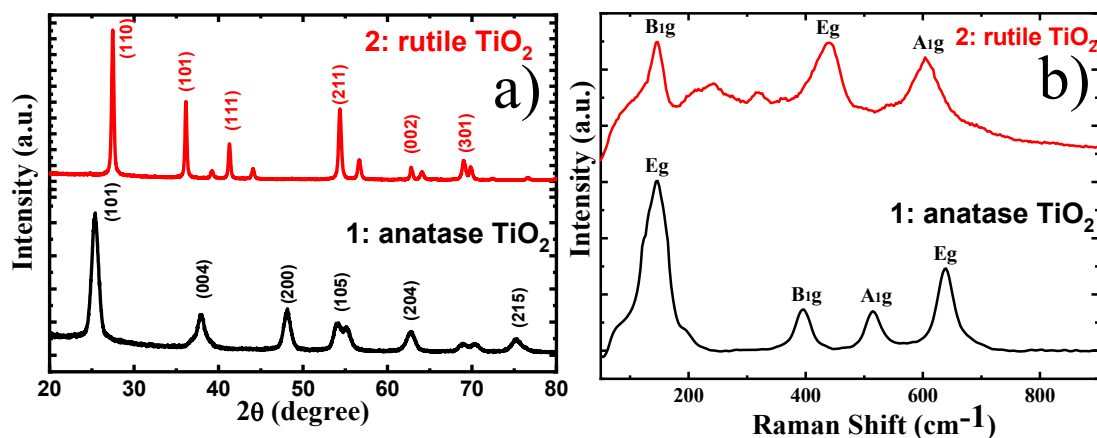 a)
2: rutile TiO2
(110)
(101)
(111)
(211)
(002)
(301)
1: anatase TiO2
(101)
(004)
(200)
(105)
(204)
(215)
Intensity (a.u.)
20 30 40 50 60 70 80
2θ (degree)
b)
2: rutile TiO2
B1g
Eg
A1g
1: anatase TiO2
Eg
B1g
A1g
Eg
Intensity (a.u.)
200 400 600 800
Raman Shift (cm-1)